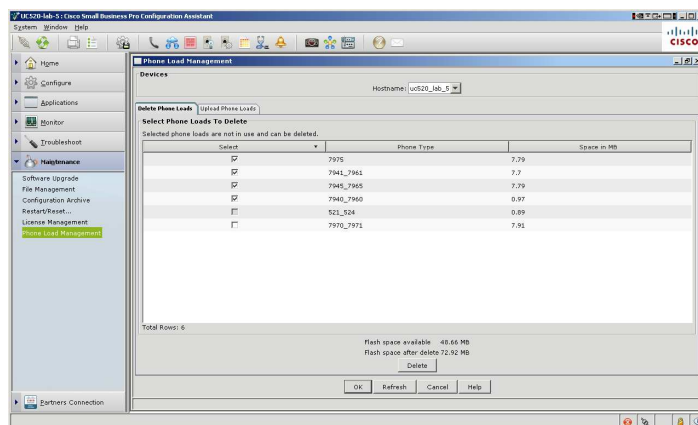 UC520-lab-5 : Cisco Small Business Pro Configuration Assistant
System Window Help
CISCO
Home
Configure
Applications
Monitor
Troubleshoot
Maintenance
Software Upgrade
File Management
Configuration Archive
Restart/Reset...
License Management
Phone Load Management
Partners Connection
Phone Load Management
Devices
Hostname: uc520_lab_5
Delete Phone Loads Upload Phone Loads
Select Phone Loads To Delete
Selected phone loads are not in use and can be deleted.
Select Phone Type Space in MB
7975 7.79
7941_7961 7.7
7945_7965 7.79
7940_7960 0.97
521_524 0.89
7970_7971 7.91
Total Rows: 6
Flash space available 48.66 MB
Flash space after delete 72.92 MB
Delete
OK Refresh Cancel Help